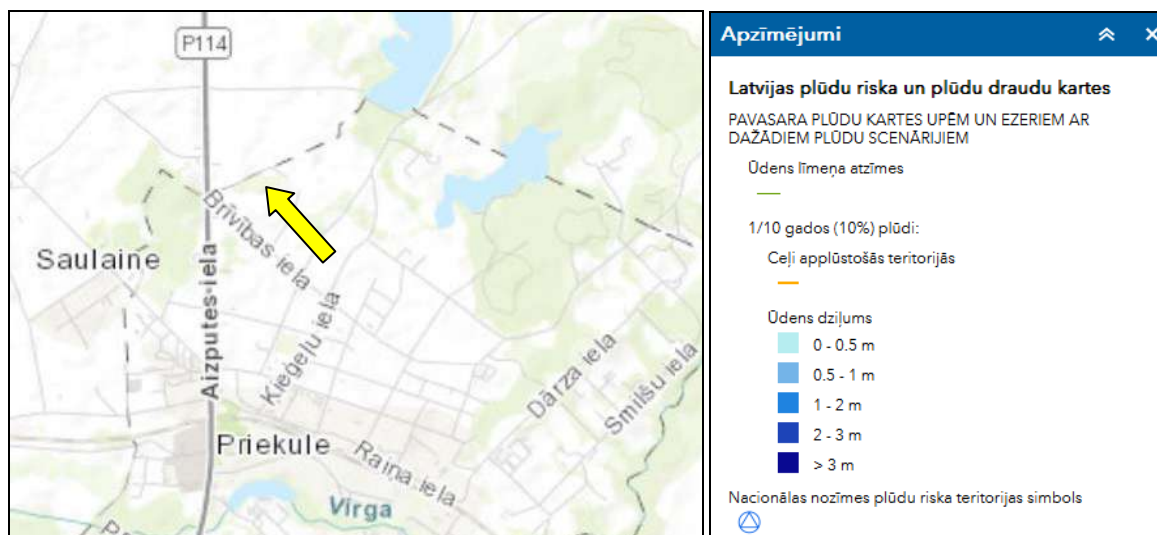 P114
Brīvības iela
Saulaine
Aizputes iela
Ķieģeļu iela
Dārza iela
Smilšu iela
Priekule
Raiņa iela
Virga
Apzīmējumi
Latvijas plūdu riska un plūdu draudu kartes
PAVASARA PLŪDU KARTES UPĒM UN EZERIEM AR
DAŽĀDIEM PLŪDU SCENĀRIJIEM
Ūdens līmeņa atzīmes
1/10 gados (10%) plūdi:
Ceļi applūstošās teritorijās
Ūdens dziļums
0 - 0.5 m
0.5 - 1 m
1 - 2 m
2 - 3 m
> 3 m
Nacionālas nozīmes plūdu riska teritorijas simbols